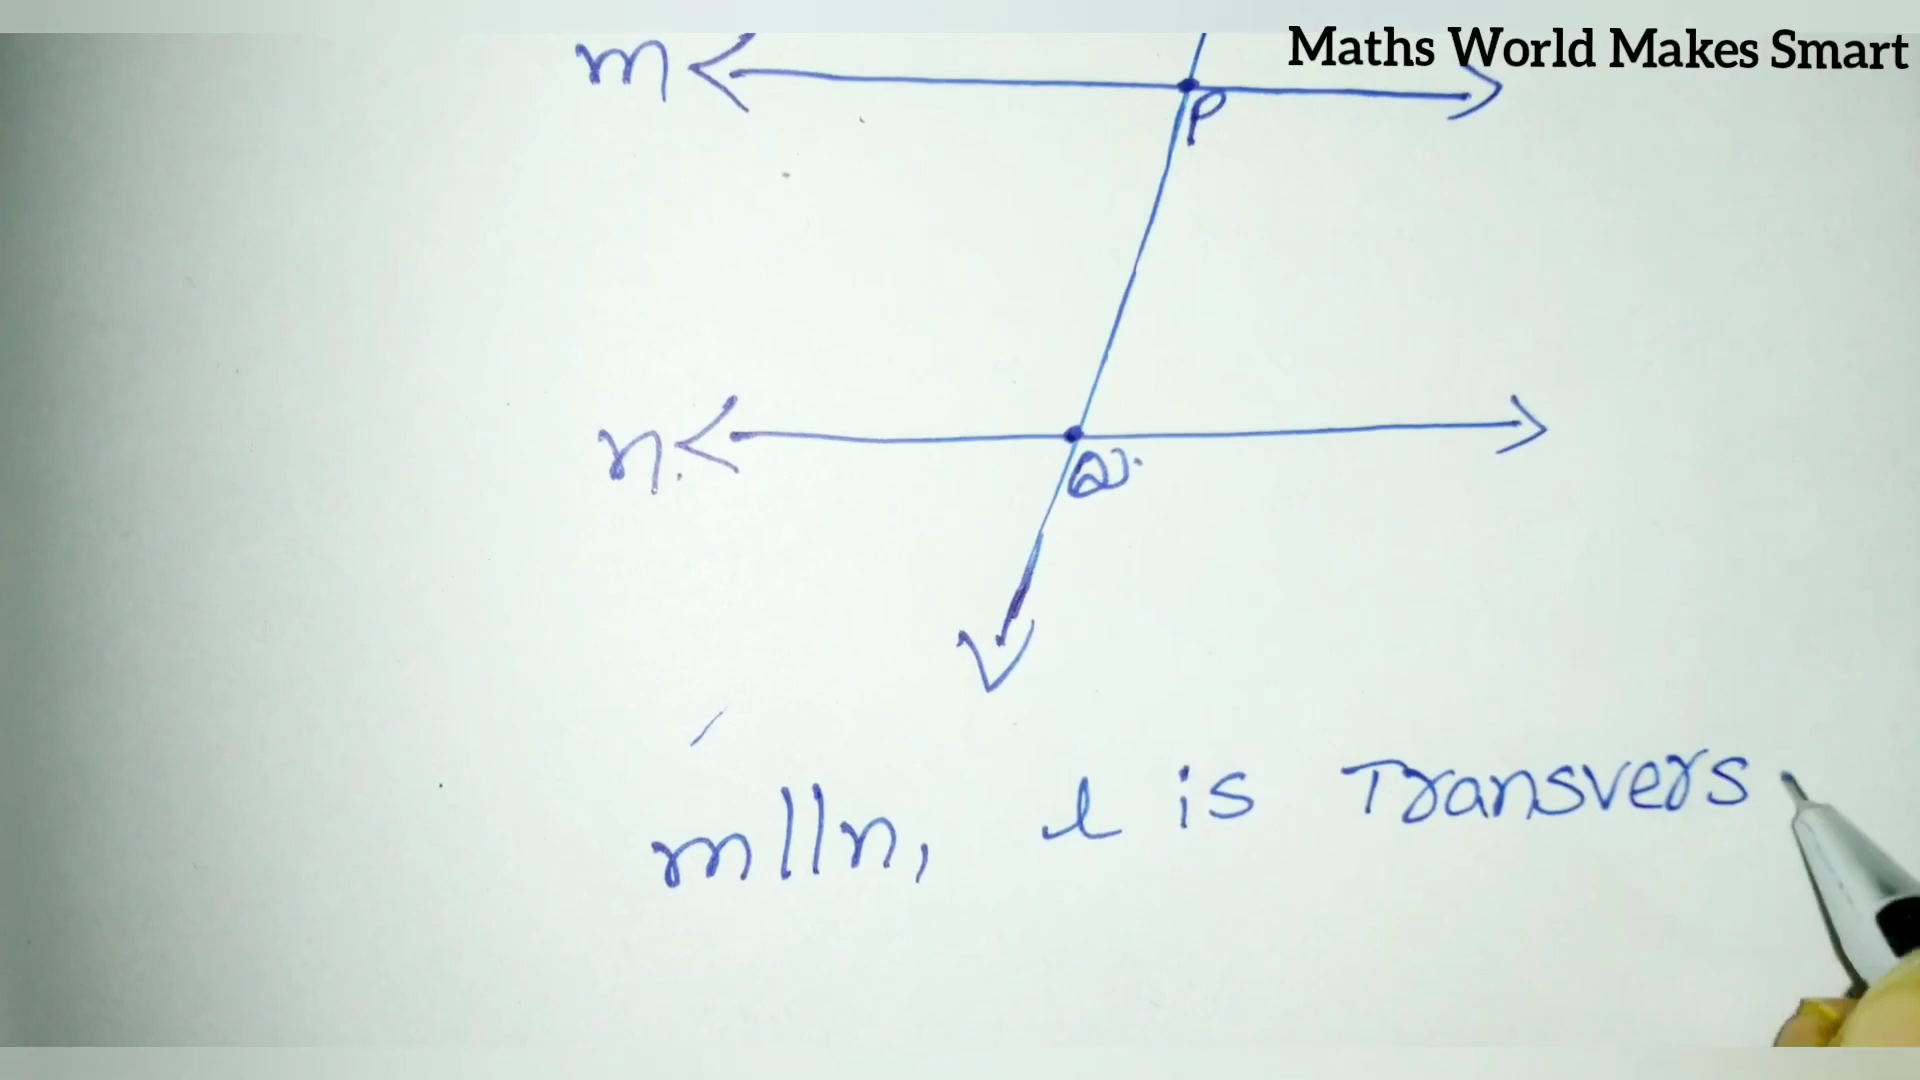 Maths World Makes Smart
m
P
n.
Q
m||n, l is Transvers